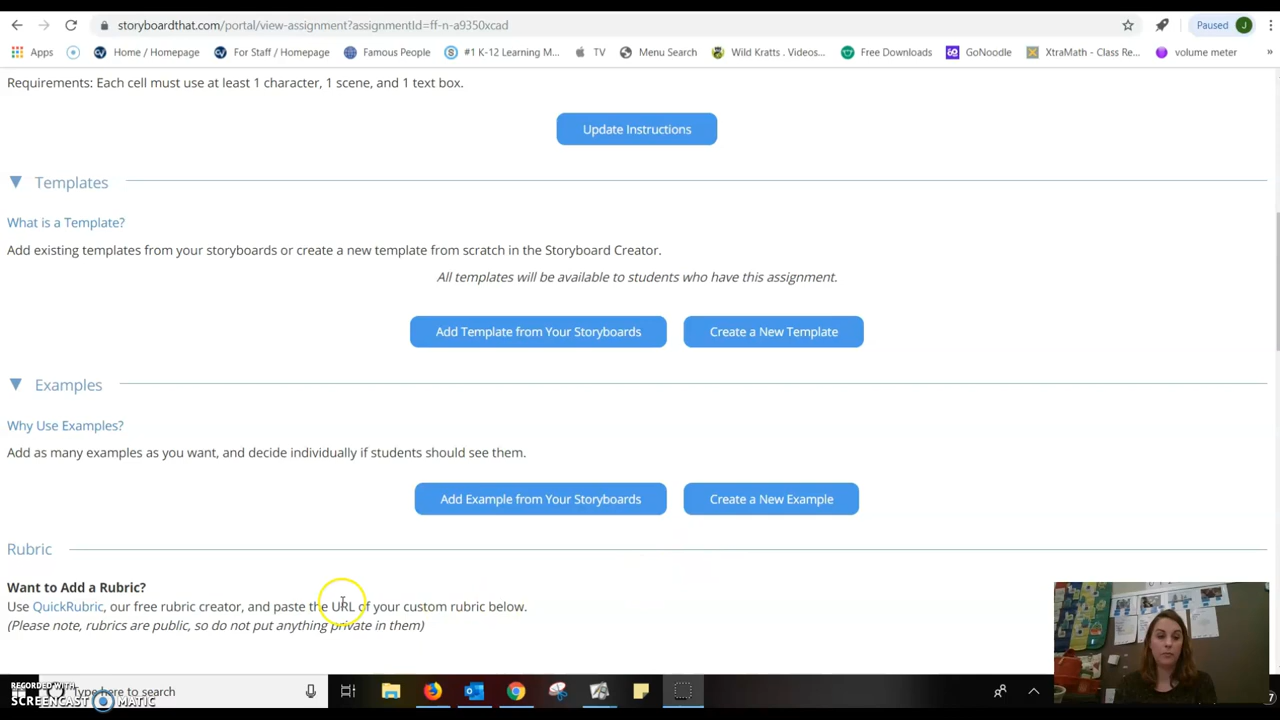 storyboardthat.com/portal/view-assignment?assignmentId=ff-n-a9350xcad
Paused J
Apps Home / Homepage For Staff / Homepage Famous People #1 K-12 Learning M... TV Menu Search Wild Kratts . Videos... Free Downloads GoNoodle XtraMath - Class Re... volume meter »
Requirements: Each cell must use at least 1 character, 1 scene, and 1 text box.
Update Instructions
Templates
What is a Template?
Add existing templates from your storyboards or create a new template from scratch in the Storyboard Creator.
All templates will be available to students who have this assignment.
Add Template from Your Storyboards Create a New Template
Examples
Why Use Examples?
Add as many examples as you want, and decide individually if students should see them.
Add Example from Your Storyboards Create a New Example
Rubric
Want to Add a Rubric?
Use QuickRubric, our free rubric creator, and paste the URL of your custom rubric below.
(Please note, rubrics are public, so do not put anything private in them)
RECORDED WITH
SCREENCAST MATIC
Type here to search